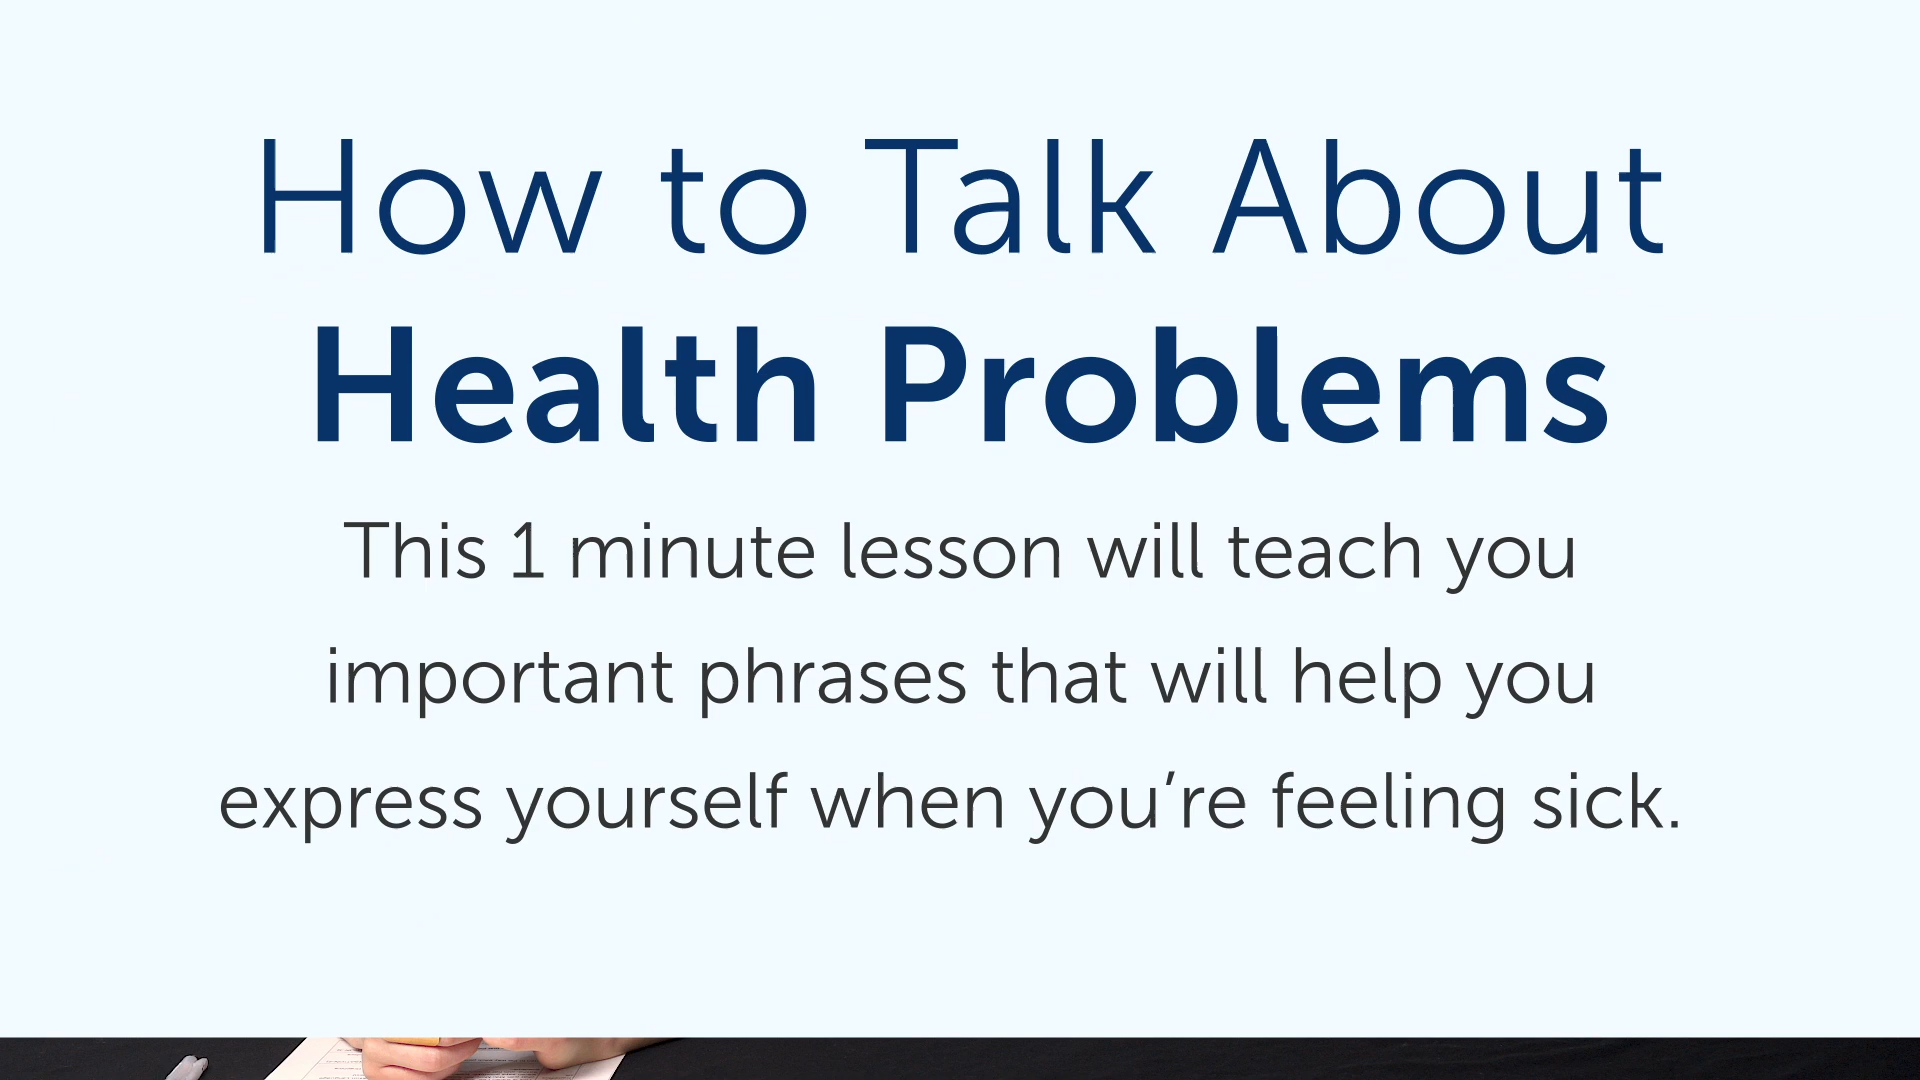 How to Talk About
Health Problems
This 1 minute lesson will teach you
important phrases that will help you
express yourself when you’re feeling sick.